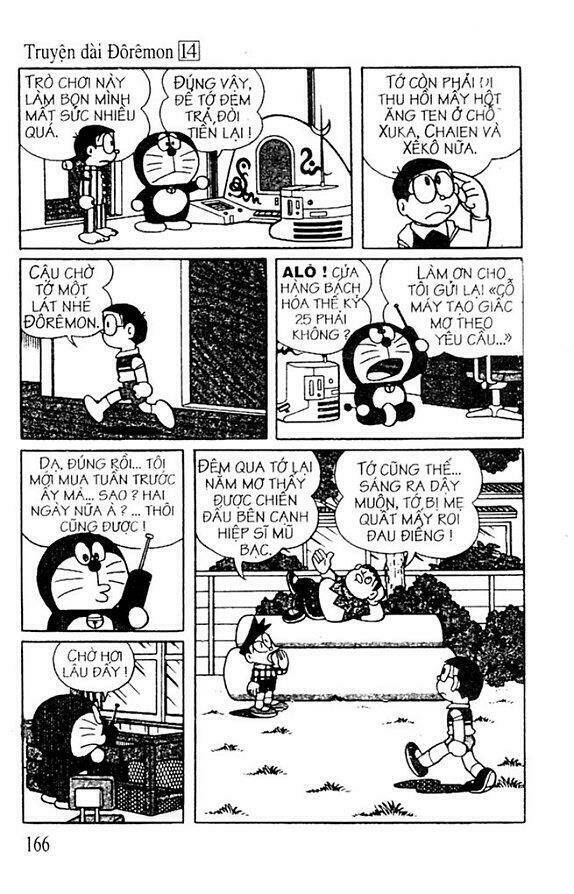 Truyện dài Đôrêmon 14
TRÒ CHƠI NÀY
LÀM BỌN MÌNH
MẤT SỨC NHIỀU
QUÁ.
ĐÚNG VẬY,
ĐỂ TỚ ĐEM
TRẢ, ĐÒI
TIỀN LẠI !
TỚ CÒN PHẢI ĐI
THU HỒI MẤY HỘT
ĂNG TEN Ở CHỖ
XUKA, CHAIEN VÀ
XÊKÔ NỮA.
CẬU CHỜ
TỚ MỘT
LÁT NHÉ
ĐÔRÊMON.
ALÔ ! CỬA
HÀNG BÁCH
HÓA THẾ KỶ
25 PHẢI
KHÔNG ?
LÀM ƠN CHO
TÔI GỬI LẠI «CỖ
MÁY TẠO GIẤC
MƠ THEO
YÊU CẦU...»
DẠ, ĐÚNG RỒI... TÔI
MỚI MUA TUẦN TRƯỚC
ẤY MÀ... SAO ? HAI
NGÀY NỮA À ? ... THÔI
CŨNG ĐƯỢC !
CHỜ HƠI
LÂU ĐẤY !
ĐÊM QUA TỚ LẠI
NẰM MƠ THẤY
ĐƯỢC CHIẾN
ĐẤU BÊN CẠNH
HIỆP SĨ MŨ
BẠC.
TỚ CŨNG THẾ...
SÁNG RA DẬY
MUỘN, TỚ BỊ MẸ
QUẤT MẤY ROI
ĐAU ĐIẾNG !
166